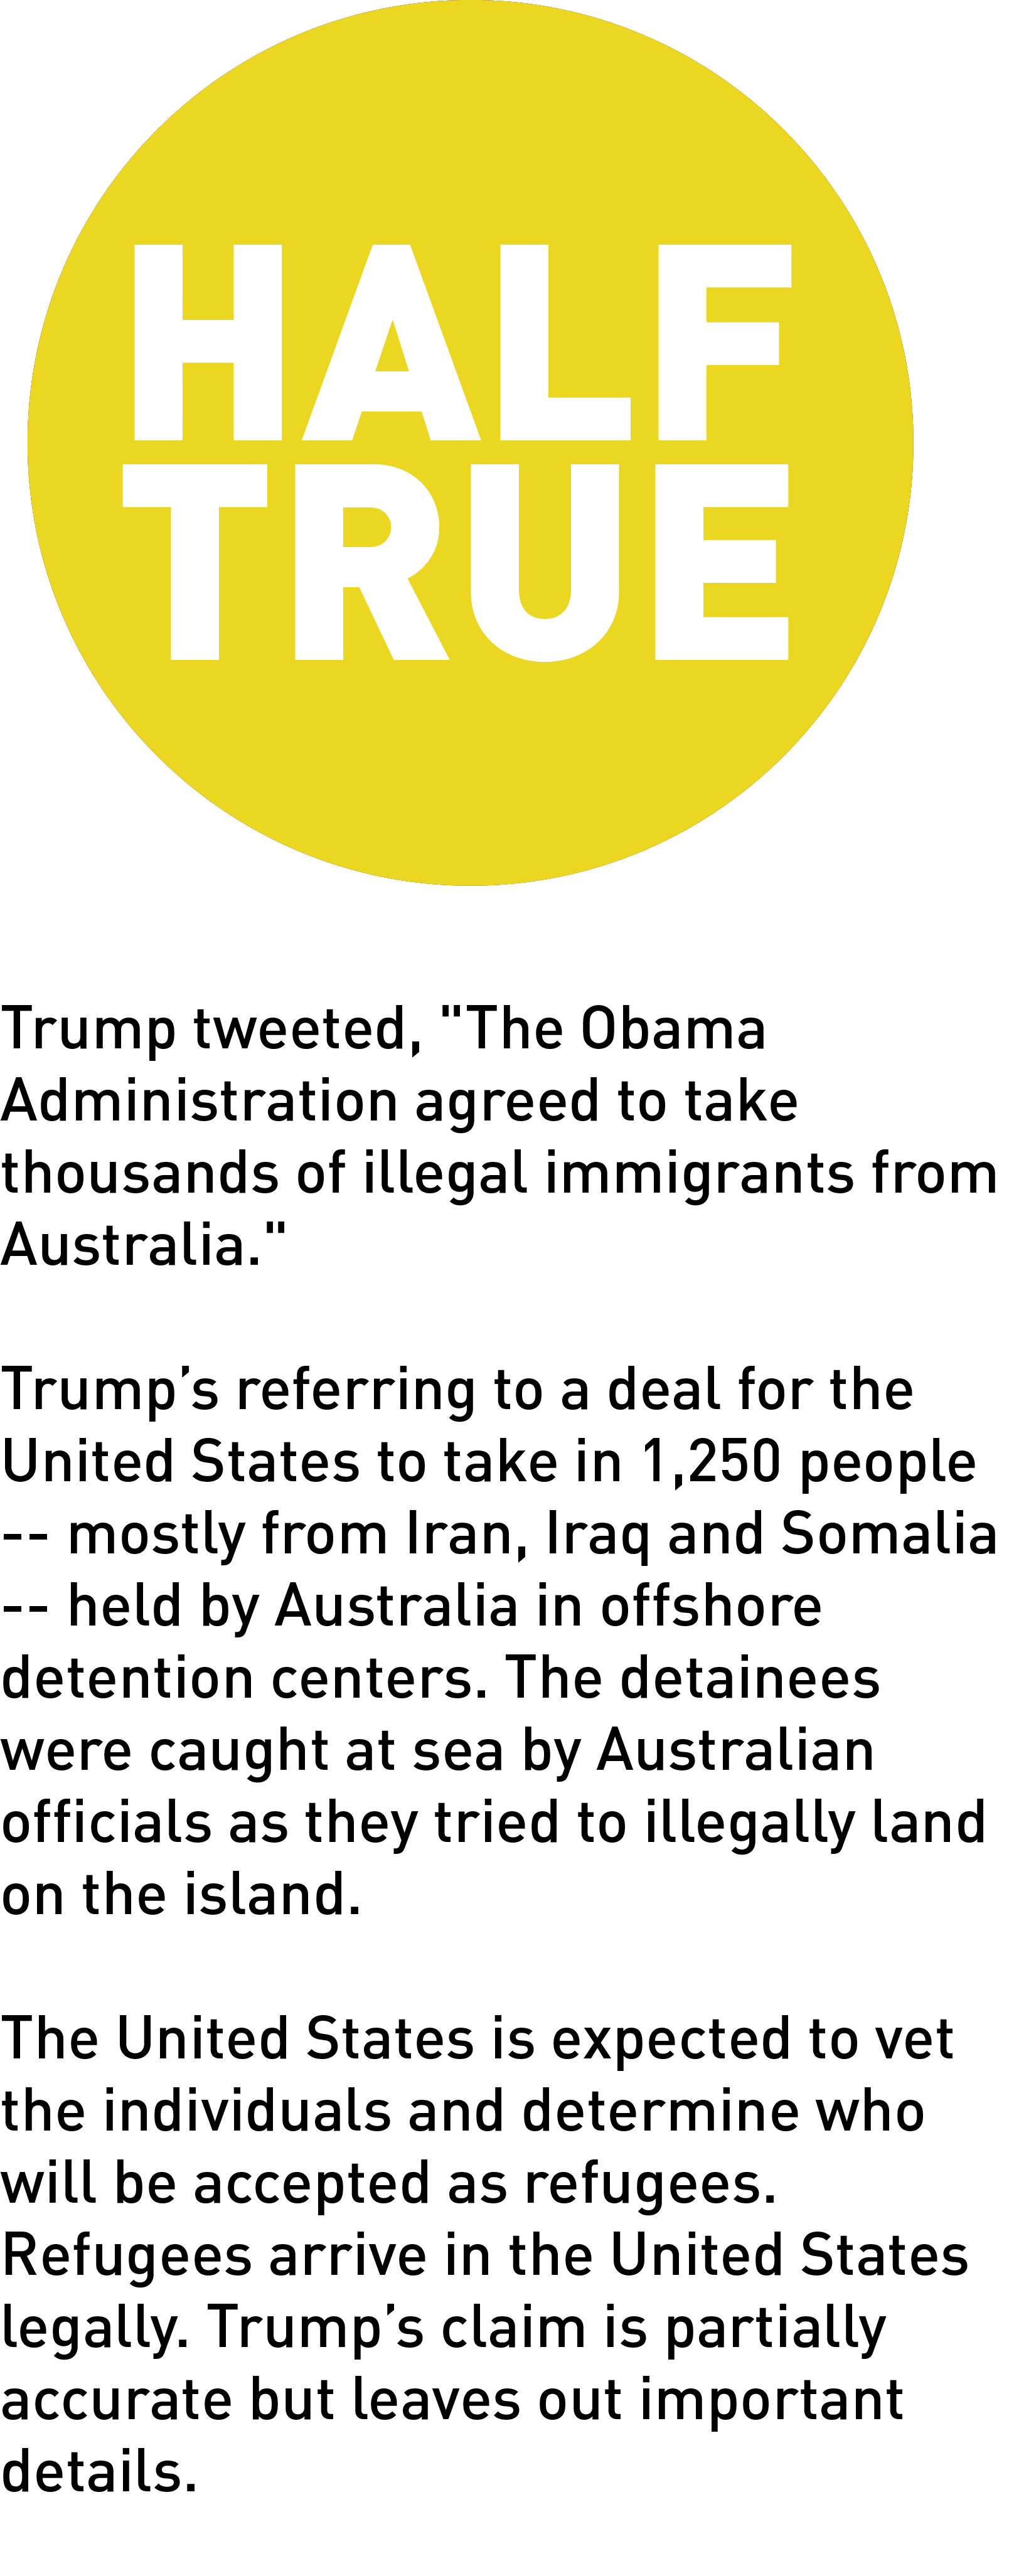 HALF
TRUE
Trump tweeted, "The Obama
Administration agreed to take
thousands of illegal immigrants from
Australia."
Trump’s referring to a deal for the
United States to take in 1,250 people
-- mostly from Iran, Iraq and Somalia
-- held by Australia in offshore
detention centers. The detainees
were caught at sea by Australian
officials as they tried to illegally land
on the island.
The United States is expected to vet
the individuals and determine who
will be accepted as refugees.
Refugees arrive in the United States
legally. Trump’s claim is partially
accurate but leaves out important
details.